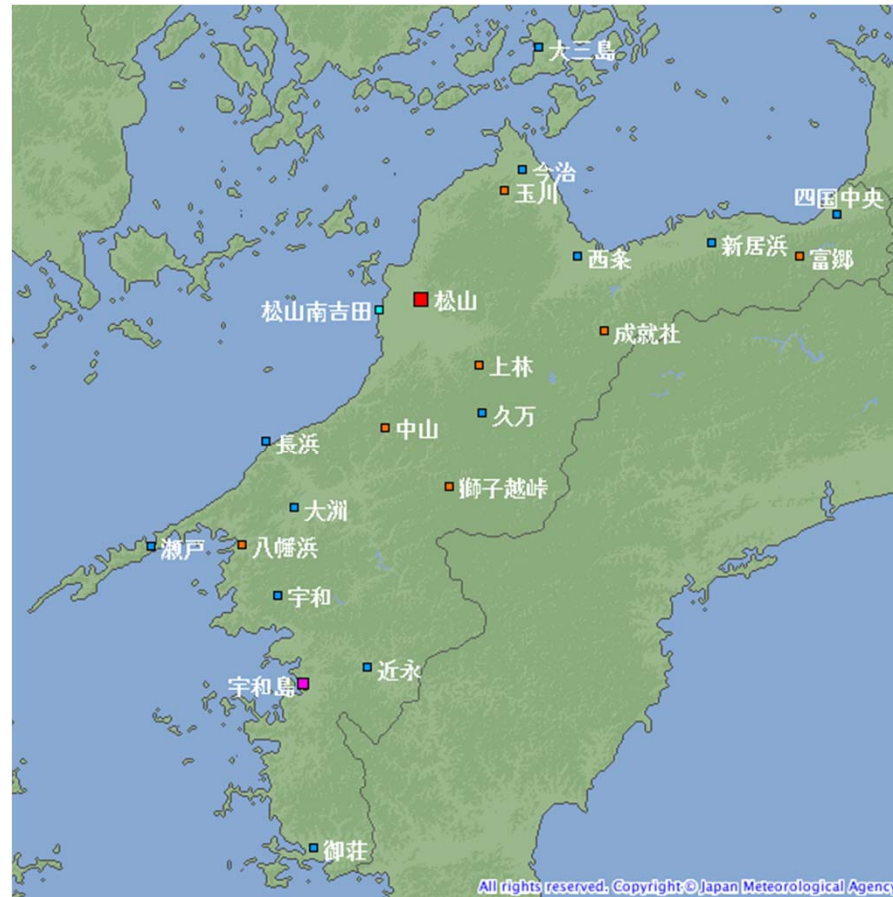 大三島
今治
玉川
四国中央
新居浜
西条
富郷
松山
松山南吉田
成就社
上林
久万
中山
長浜
獅子越峠
大洲
瀬戸
八幡浜
宇和
近永
宇和島
御荘
All rights reserved. Copyright © Japan Meteorological Agency